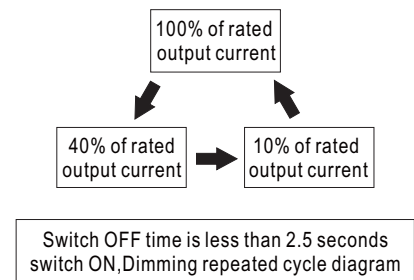 100% of rated
output current
40% of rated
output current
10% of rated
output current
Switch OFF time is less than 2.5 seconds
switch ON,Dimming repeated cycle diagram